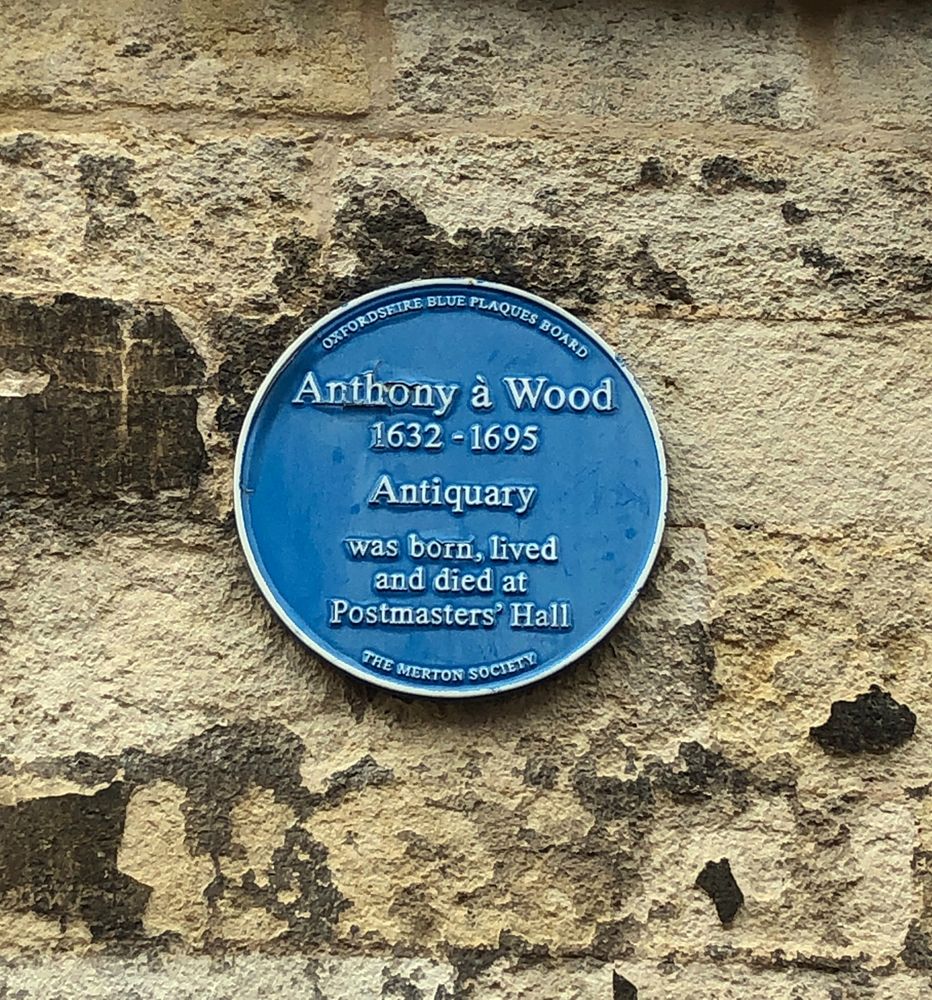 OXFORDSHIRE BLUE PLAQUES BOARD
Anthony à Wood
1632 - 1695
Antiquary
was born, lived
and died at
Postmasters' Hall
THE MERTON SOCIETY